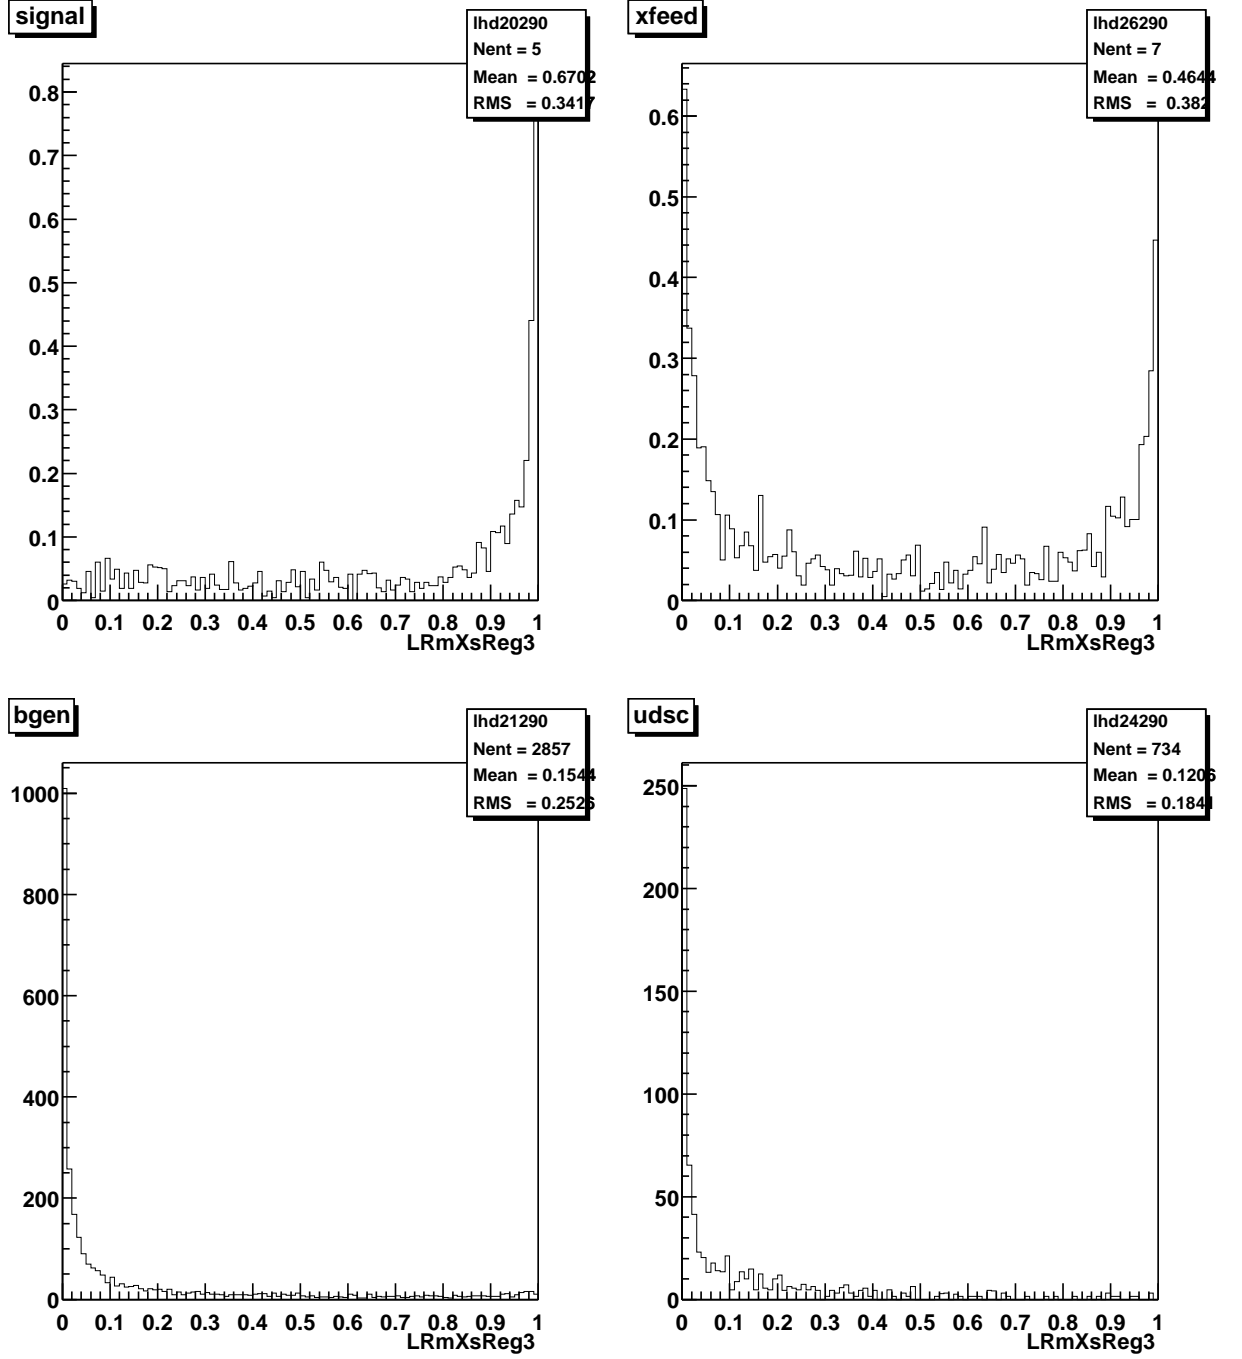 signal
lhd20290
Nent = 5
Mean = 0.6702
RMS = 0.3417
0.8
0.7
0.6
0.5
0.4
0.3
0.2
0.1
0
0 0.1 0.2 0.3 0.4 0.5 0.6 0.7 0.8 0.9 1
LRmXsReg3
xfeed
lhd26290
Nent = 7
Mean = 0.4644
RMS = 0.382
0.6
0.5
0.4
0.3
0.2
0.1
0
0 0.1 0.2 0.3 0.4 0.5 0.6 0.7 0.8 0.9 1
LRmXsReg3
bgen
lhd21290
Nent = 2857
Mean = 0.1544
RMS = 0.2526
1000
800
600
400
200
0
0 0.1 0.2 0.3 0.4 0.5 0.6 0.7 0.8 0.9 1
LRmXsReg3
udsc
lhd24290
Nent = 734
Mean = 0.1206
RMS = 0.1841
250
200
150
100
50
0
0 0.1 0.2 0.3 0.4 0.5 0.6 0.7 0.8 0.9 1
LRmXsReg3